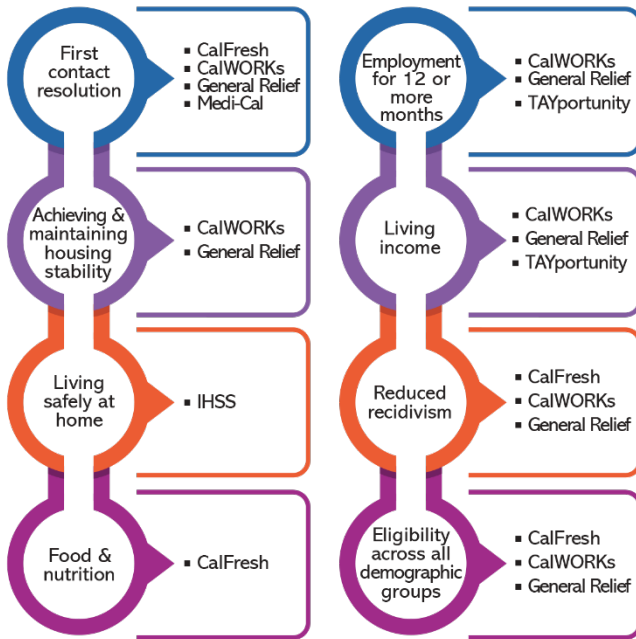 First
contact
resolution
▪ CalFresh
▪ CalWORKs
▪ General Relief
▪ Medi-Cal
Achieving &
maintaining
housing
stability
▪ CalWORKs
▪ General Relief
Living
safely at
home
▪ IHSS
Food &
nutrition
▪ CalFresh
Employment
for 12 or
more
months
▪ CalWORKs
▪ General Relief
▪ TAYportunity
Living
income
▪ CalWORKs
▪ General Relief
▪ TAYportunity
Reduced
recidivism
▪ CalFresh
▪ CalWORKs
▪ General Relief
Eligibility
across all
demographic
groups
▪ CalFresh
▪ CalWORKs
▪ General Relief